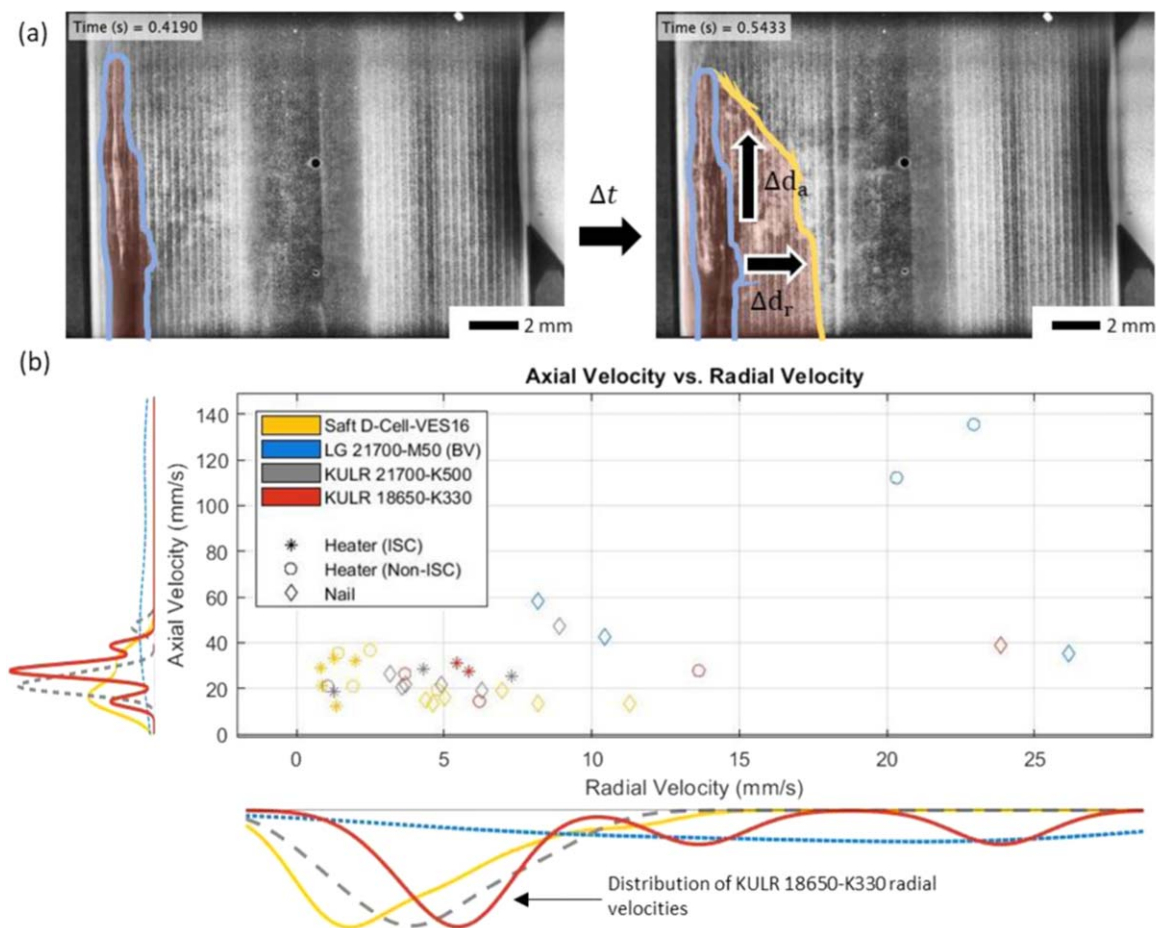 (a)
Time (s) = 0.4190
Time (s) = 0.5433
Δt
Δdₐ
Δdᵣ
2 mm
2 mm
(b)
Axial Velocity vs. Radial Velocity
Saft D-Cell-VES16
LG 21700-M50 (BV)
KULR 21700-K500
KULR 18650-K330
Heater (ISC)
Heater (Non-ISC)
Nail
Axial Velocity (mm/s)
140
120
100
80
60
40
20
0
0 5 10 15 20 25
Radial Velocity (mm/s)
Distribution of KULR 18650-K330 radial
velocities